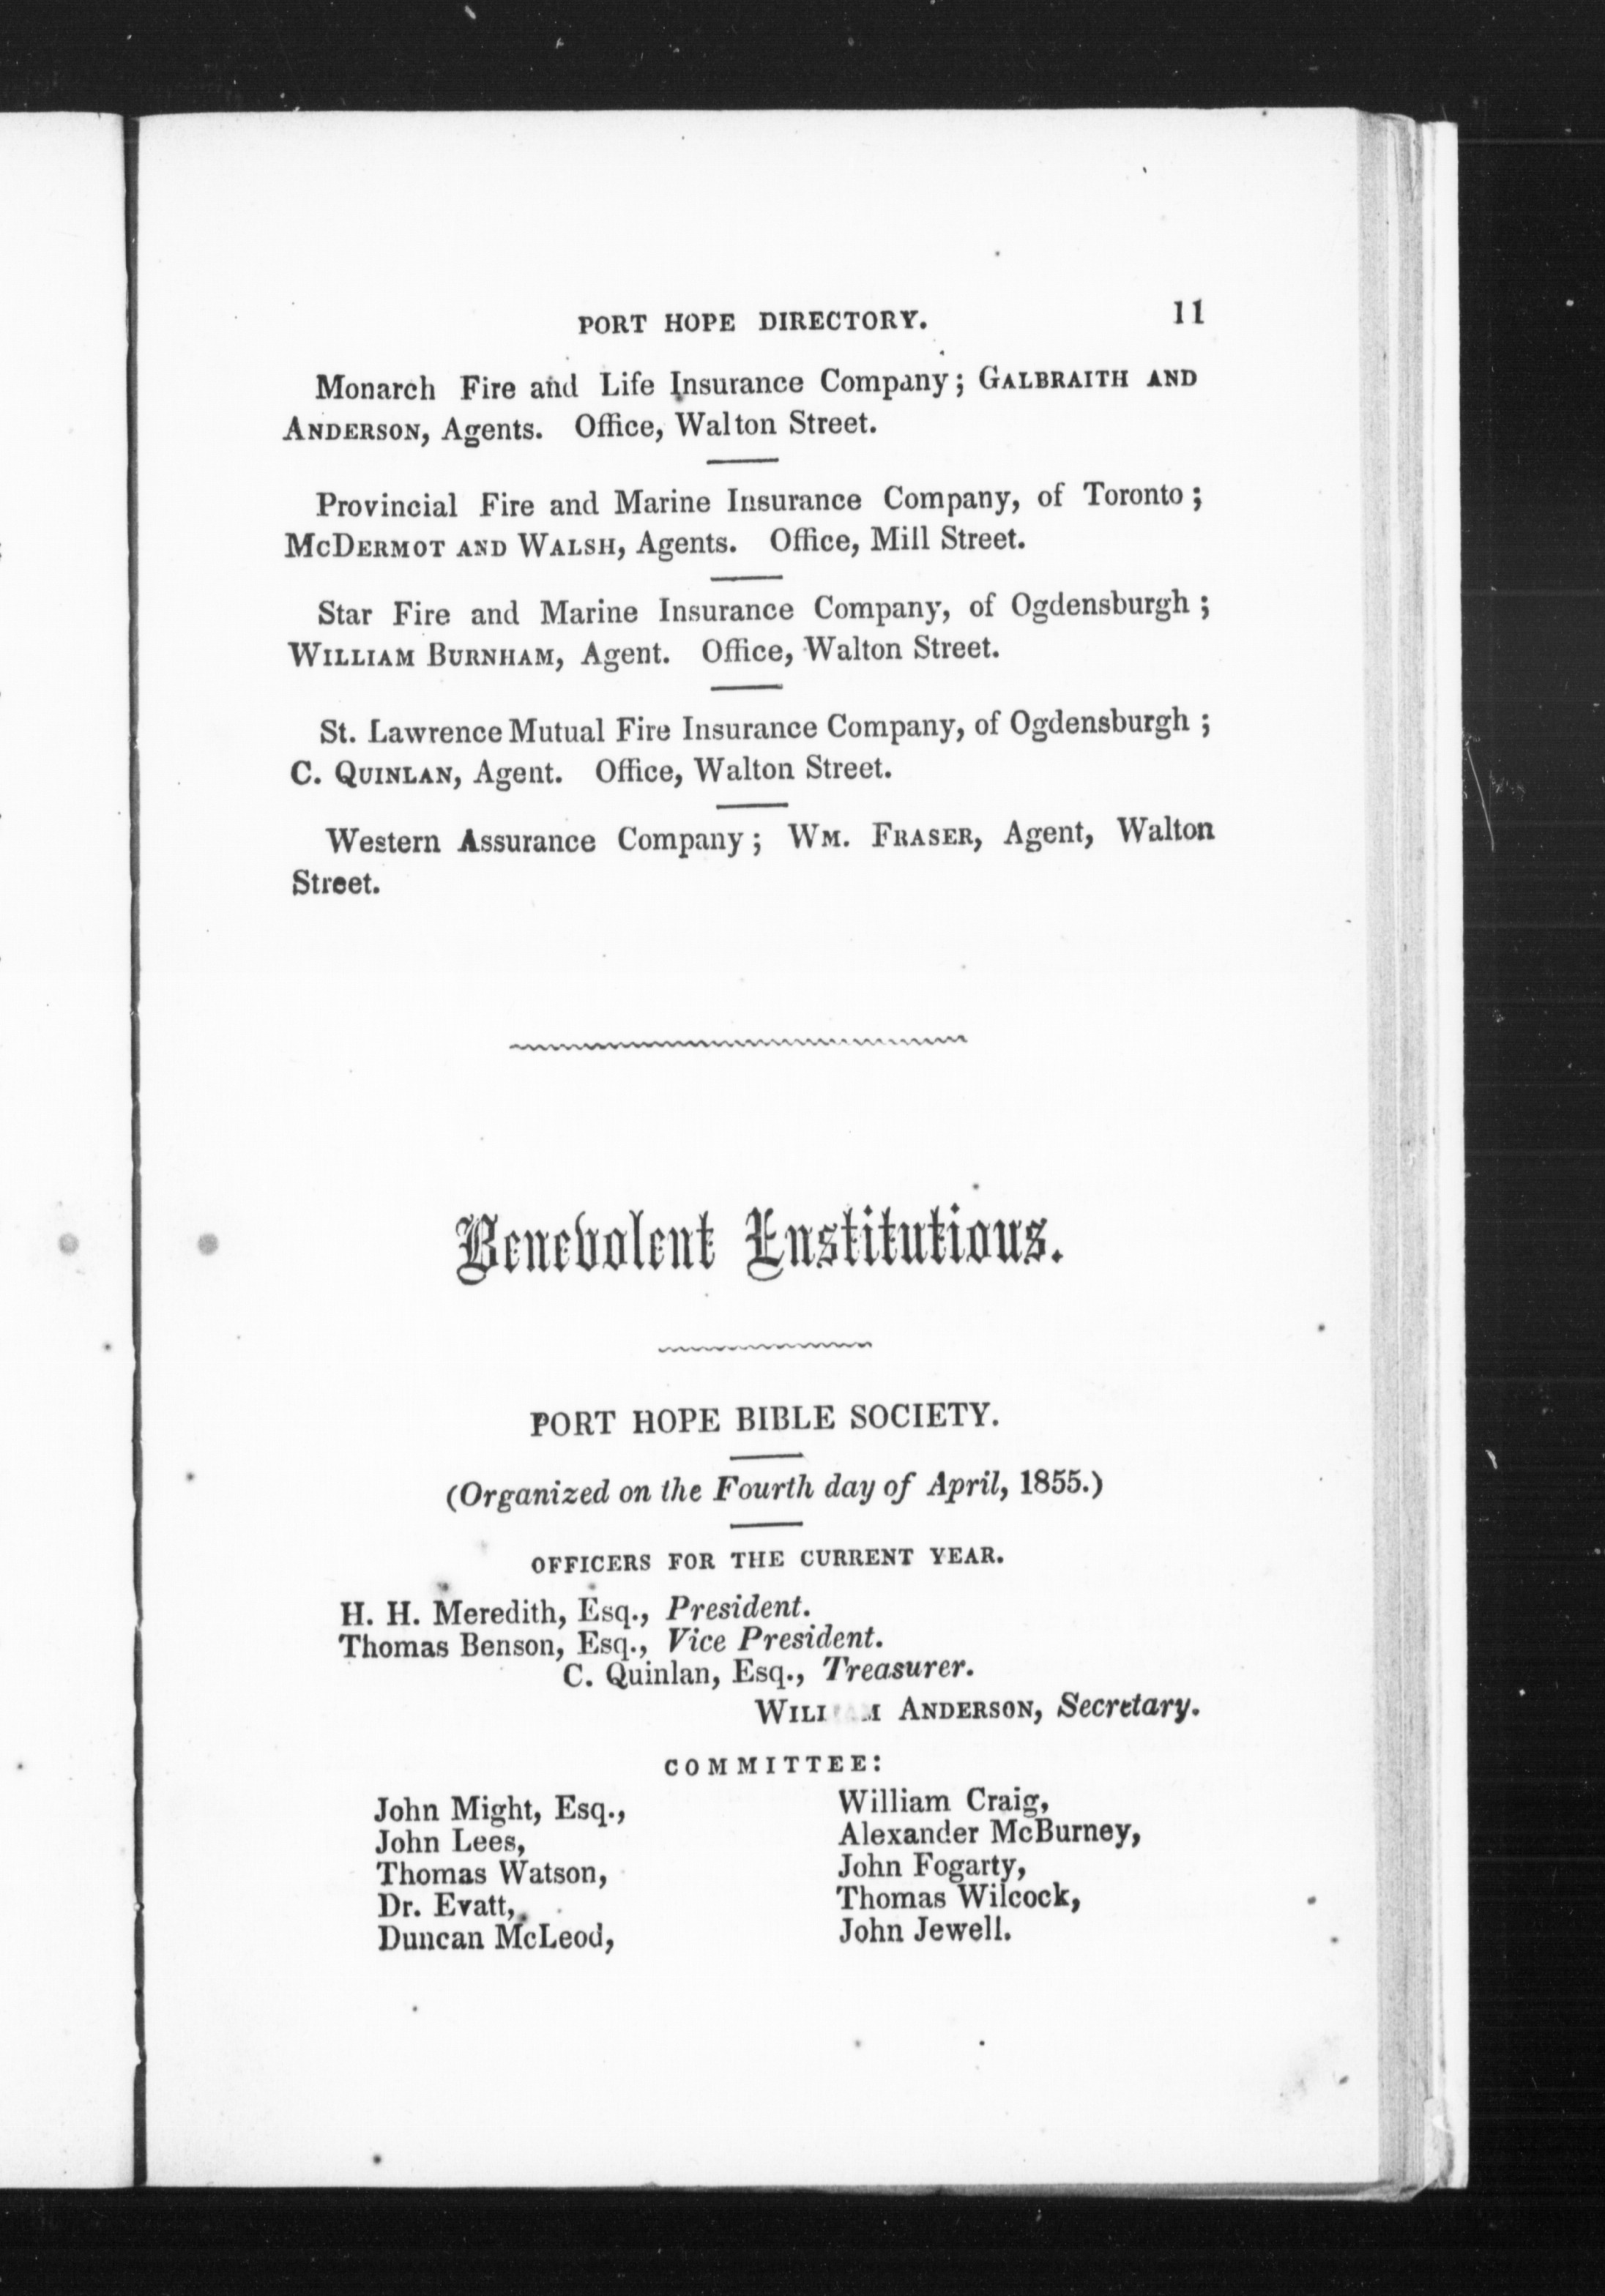 PORT HOPE DIRECTORY. 11
Monarch Fire and Life Insurance Company; GALBRAITH AND
ANDERSON, Agents. Office, Walton Street.
Provincial Fire and Marine Insurance Company, of Toronto;
MCDERMOT AND WALSH, Agents. Office, Mill Street.
Star Fire and Marine Insurance Company, of Ogdensburgh;
WILLIAM BURNHAM, Agent. Office, Walton Street.
St. Lawrence Mutual Fire Insurance Company, of Ogdensburgh;
C. QUINLAN, Agent. Office, Walton Street.
Western Assurance Company; WM. FRASER, Agent, Walton
Street.
Benevolent Institutions.
PORT HOPE BIBLE SOCIETY.
(Organized on the Fourth day of April, 1855.)
OFFICERS FOR THE CURRENT YEAR.
H. H. Meredith, Esq., President.
Thomas Benson, Esq., Vice President.
C. Quinlan, Esq., Treasurer.
ANDERSON, Secretary.
COMMITTEE:
John Might, Esq.,
John Lees,
Thomas Watson,
Dr. Evatt,
Duncan McLeod,
William Craig,
Alexander McBurney,
John Fogarty,
Thomas Wilcock,
John Jewell.